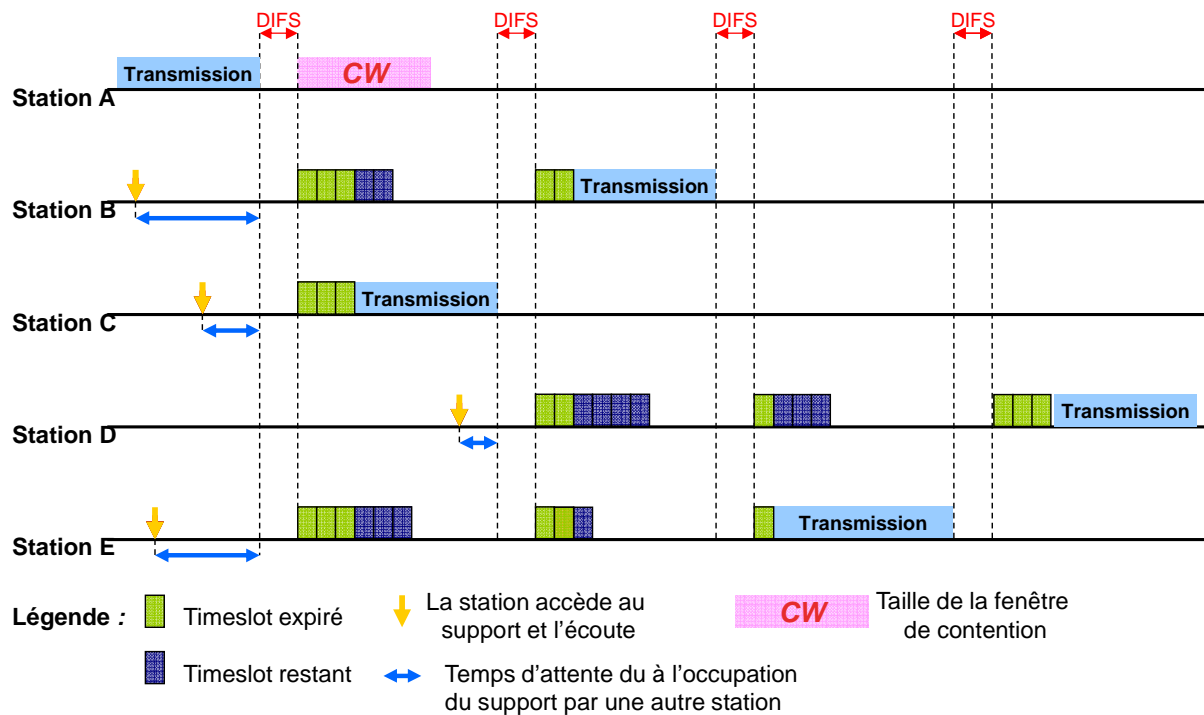 DIFS DIFS DIFS DIFS
Transmission CW
Station A
Transmission
Station B
Transmission
Station C
Transmission
Station D
Transmission
Station E
Légende :
Timeslot expiré
La station accède au
support et l'écoute
CW
Taille de la fenêtre
de contention
Timeslot restant
Temps d'attente du à l'occupation
du support par une autre station